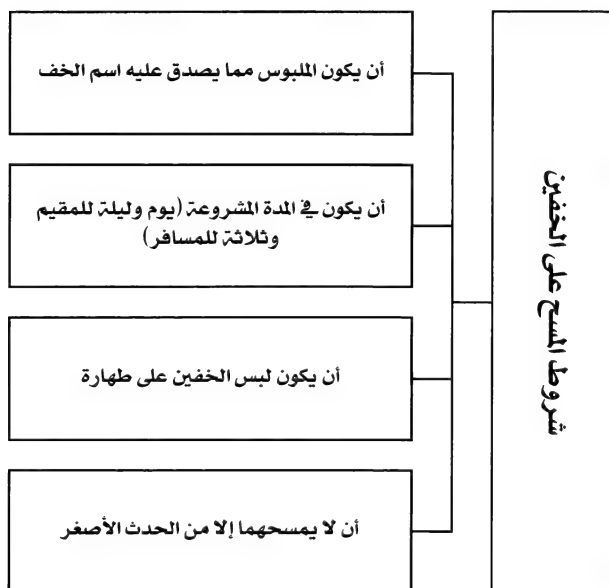 شروط المسح على الخفين
أن يكون الملبوس مما يصدق عليه اسم الخف
أن يكون في المدة المشروعة (يوم وليلة للمقيم
وثلاثة للمسافر)
أن يكون لبس الخفين على طهارة
أن لا يمسحهما إلا من الحدث الأصغر